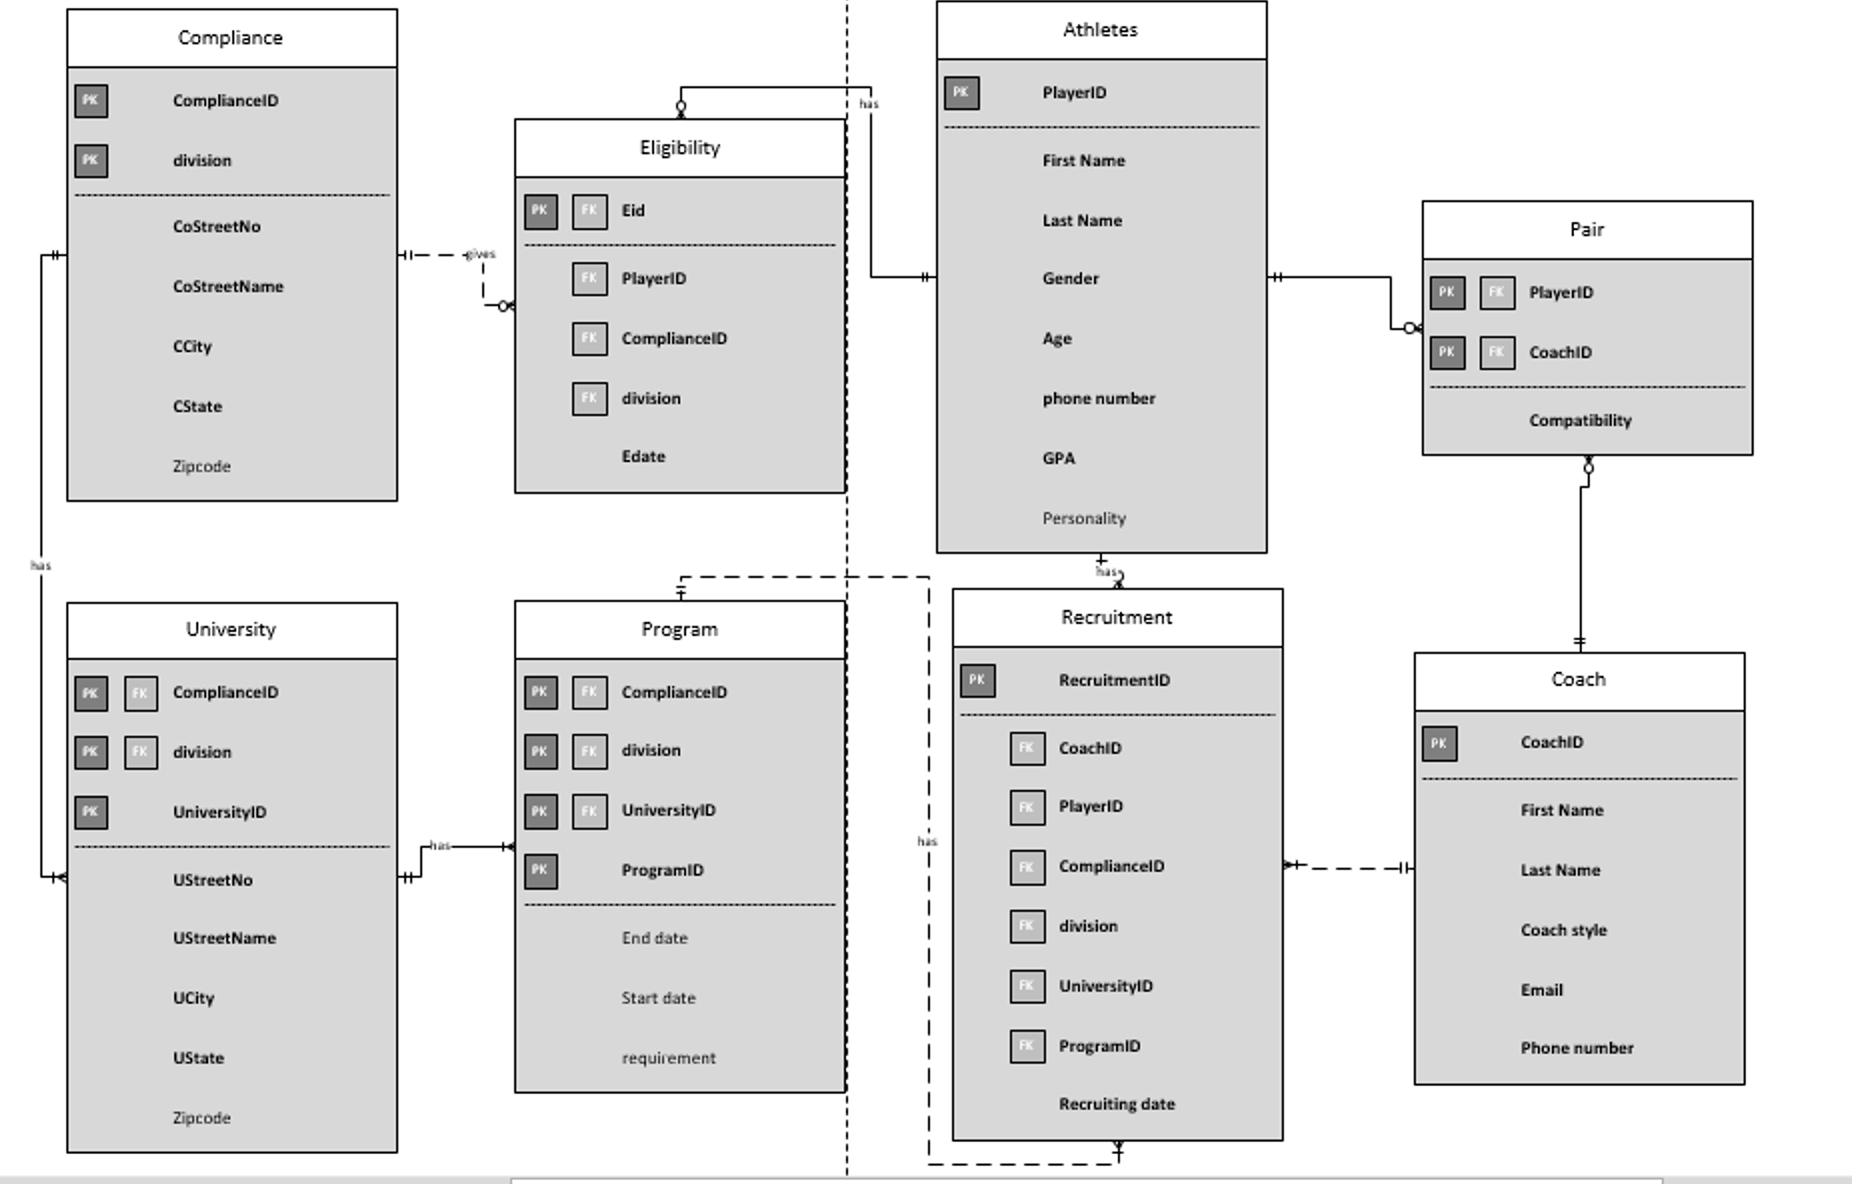 Compliance
PK ComplianceID
PK division
CoStreetNo
CoStreetName
CCity
CState
Zipcode
has
gives
Eligibility
PK FK Eid
FK PlayerID
FK ComplianceID
FK division
Edate
has
Athletes
PK PlayerID
First Name
Last Name
Gender
Age
phone number
GPA
Personality
has
Pair
PK FK PlayerID
PK FK CoachID
Compatibility
University
PK FK ComplianceID
PK FK division
PK UniversityID
UStreetNo
UStreetName
UCity
UState
Zipcode
has
Program
PK FK ComplianceID
PK FK division
PK FK UniversityID
PK ProgramID
End date
Start date
requirement
has
Recruitment
PK RecruitmentID
FK CoachID
FK PlayerID
FK ComplianceID
FK division
FK UniversityID
FK ProgramID
Recruiting date
Coach
PK CoachID
First Name
Last Name
Coach style
Email
Phone number